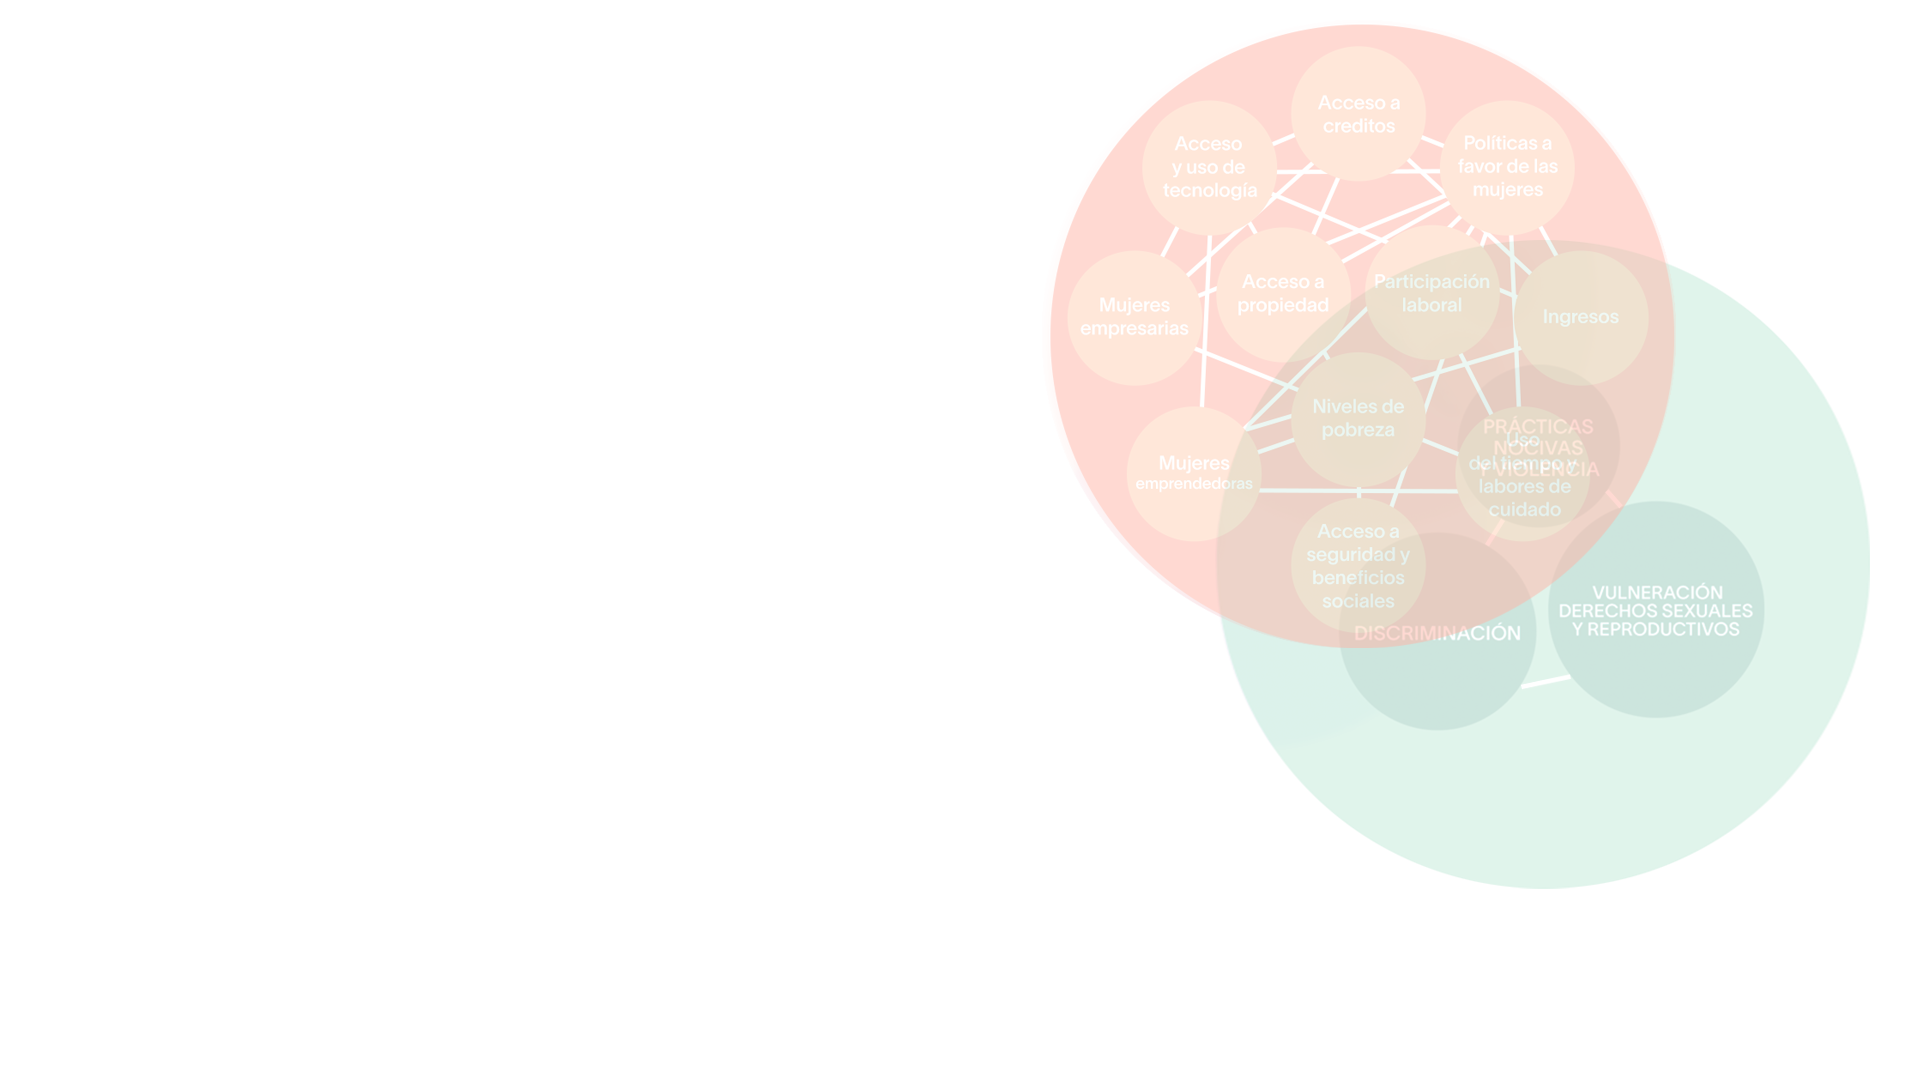 Acceso a
creditos
Acceso
y uso de
tecnología
Políticas a
favor de las
mujeres
Mujeres
empresarias
Acceso a
propiedad
Participación
laboral
Ingresos
Niveles de
pobreza
PRÁCTICAS
NOCIVAS
Y VIOLENCIA
Uso
del tiempo y
labores de
cuidado
Mujeres
emprendedoras
Acceso a
seguridad y
beneficios
sociales
DISCRIMINACIÓN
VULNERACIÓN
DERECHOS SEXUALES
Y REPRODUCTIVOS